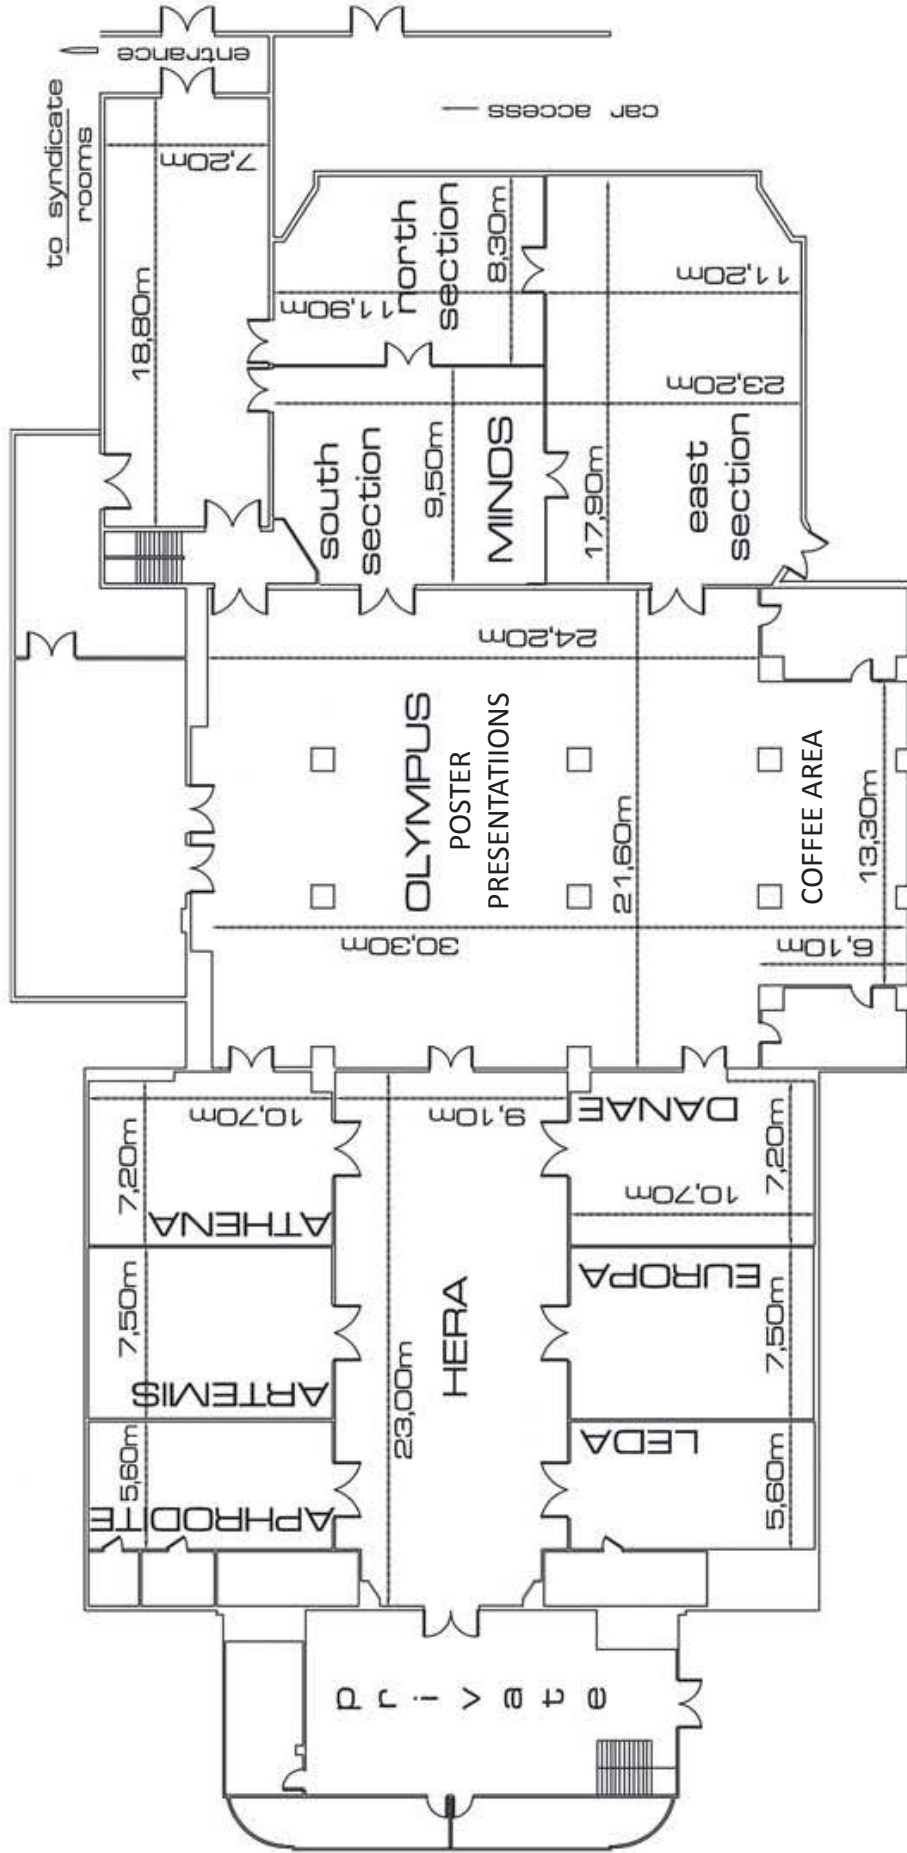 to syndicate
rooms
entrance
car access
18,80m
7,20m
north
section
8,30m
11,90m
11,20m
23,20m
south
section
9,50m
MINOS
17,90m
east
section
24,20m
OLYMPUS
POSTER
PRESENTATIIONS
21,60m
COFFEE AREA
13,30m
30,30m
6,10m
10,70m
7,20m
ATHENA
9,10m
DANAE
10,70m
7,20m
7,50m
ARTEMIS
HERA
23,00m
EUROPA
7,50m
5,60m
APHRODITE
LEDA
5,60m
private